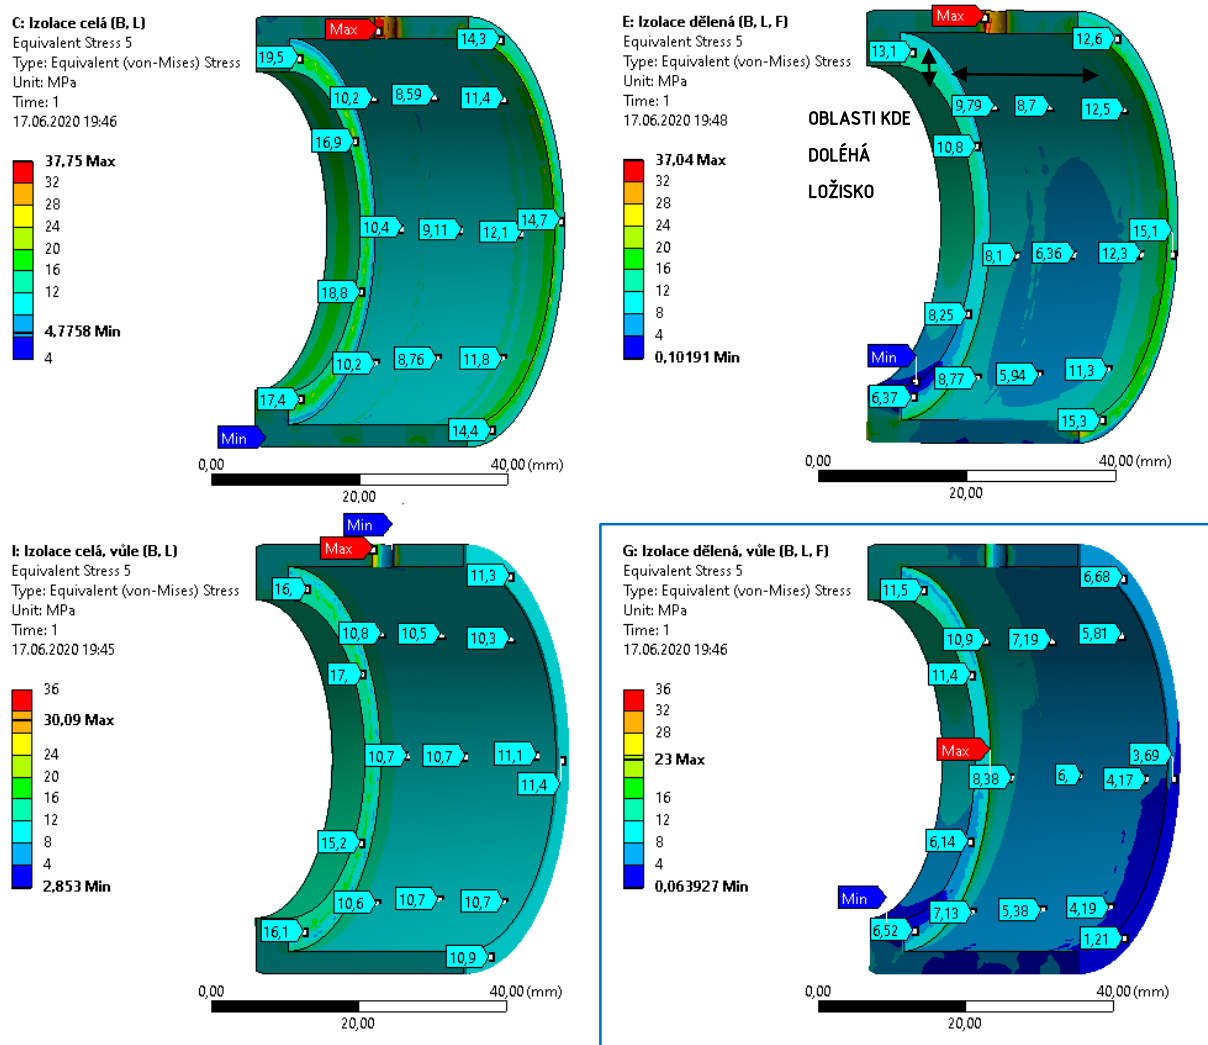 C: Izolace celá (B, L)
Equivalent Stress 5
Type: Equivalent (von-Mises) Stress
Unit: MPa
Time: 1
17.06.2020 19:46
37,75 Max
32
28
24
20
16
12
4,7758 Min
4
Max
14,3
19,5
10,2
8,59
11,4
16,9
10,4
9,11
12,1
14,7
18,8
10,2
8,76
11,8
17,4
14,4
Min
0,00
40,00 (mm)
20,00
E: Izolace dělená (B, L, F)
Equivalent Stress 5
Type: Equivalent (von-Mises) Stress
Unit: MPa
Time: 1
17.06.2020 19:48
37,04 Max
32
28
24
20
16
12
8
4
0,10191 Min
OBLASTI KDE
DOLÉHÁ
LOŽISKO
Max
12,6
13,1
9,79
8,7
12,5
10,8
15,1
8,1
6,36
12,3
8,25
Min
8,77
5,94
11,3
6,37
15,3
0,00
40,00 (mm)
20,00
I: Izolace celá, vůle (B, L)
Equivalent Stress 5
Type: Equivalent (von-Mises) Stress
Unit: MPa
Time: 1
17.06.2020 19:45
36
30,09 Max
24
20
16
12
8
4
2,853 Min
Min
Max
11,3
16,
10,8
10,5
10,3
17,
10,7
10,7
11,1
11,4
15,2
10,6
10,7
10,7
16,1
10,9
0,00
40,00 (mm)
20,00
G: Izolace dělená, vůle (B, L, F)
Equivalent Stress 5
Type: Equivalent (von-Mises) Stress
Unit: MPa
Time: 1
17.06.2020 19:46
36
32
28
23 Max
16
12
8
4
0,063927 Min
6,68
11,5
10,9
7,19
5,81
11,4
Max
3,69
8,38
6,
4,17
6,14
Min
7,13
5,38
4,19
6,52
1,21
0,00
40,00 (mm)
20,00